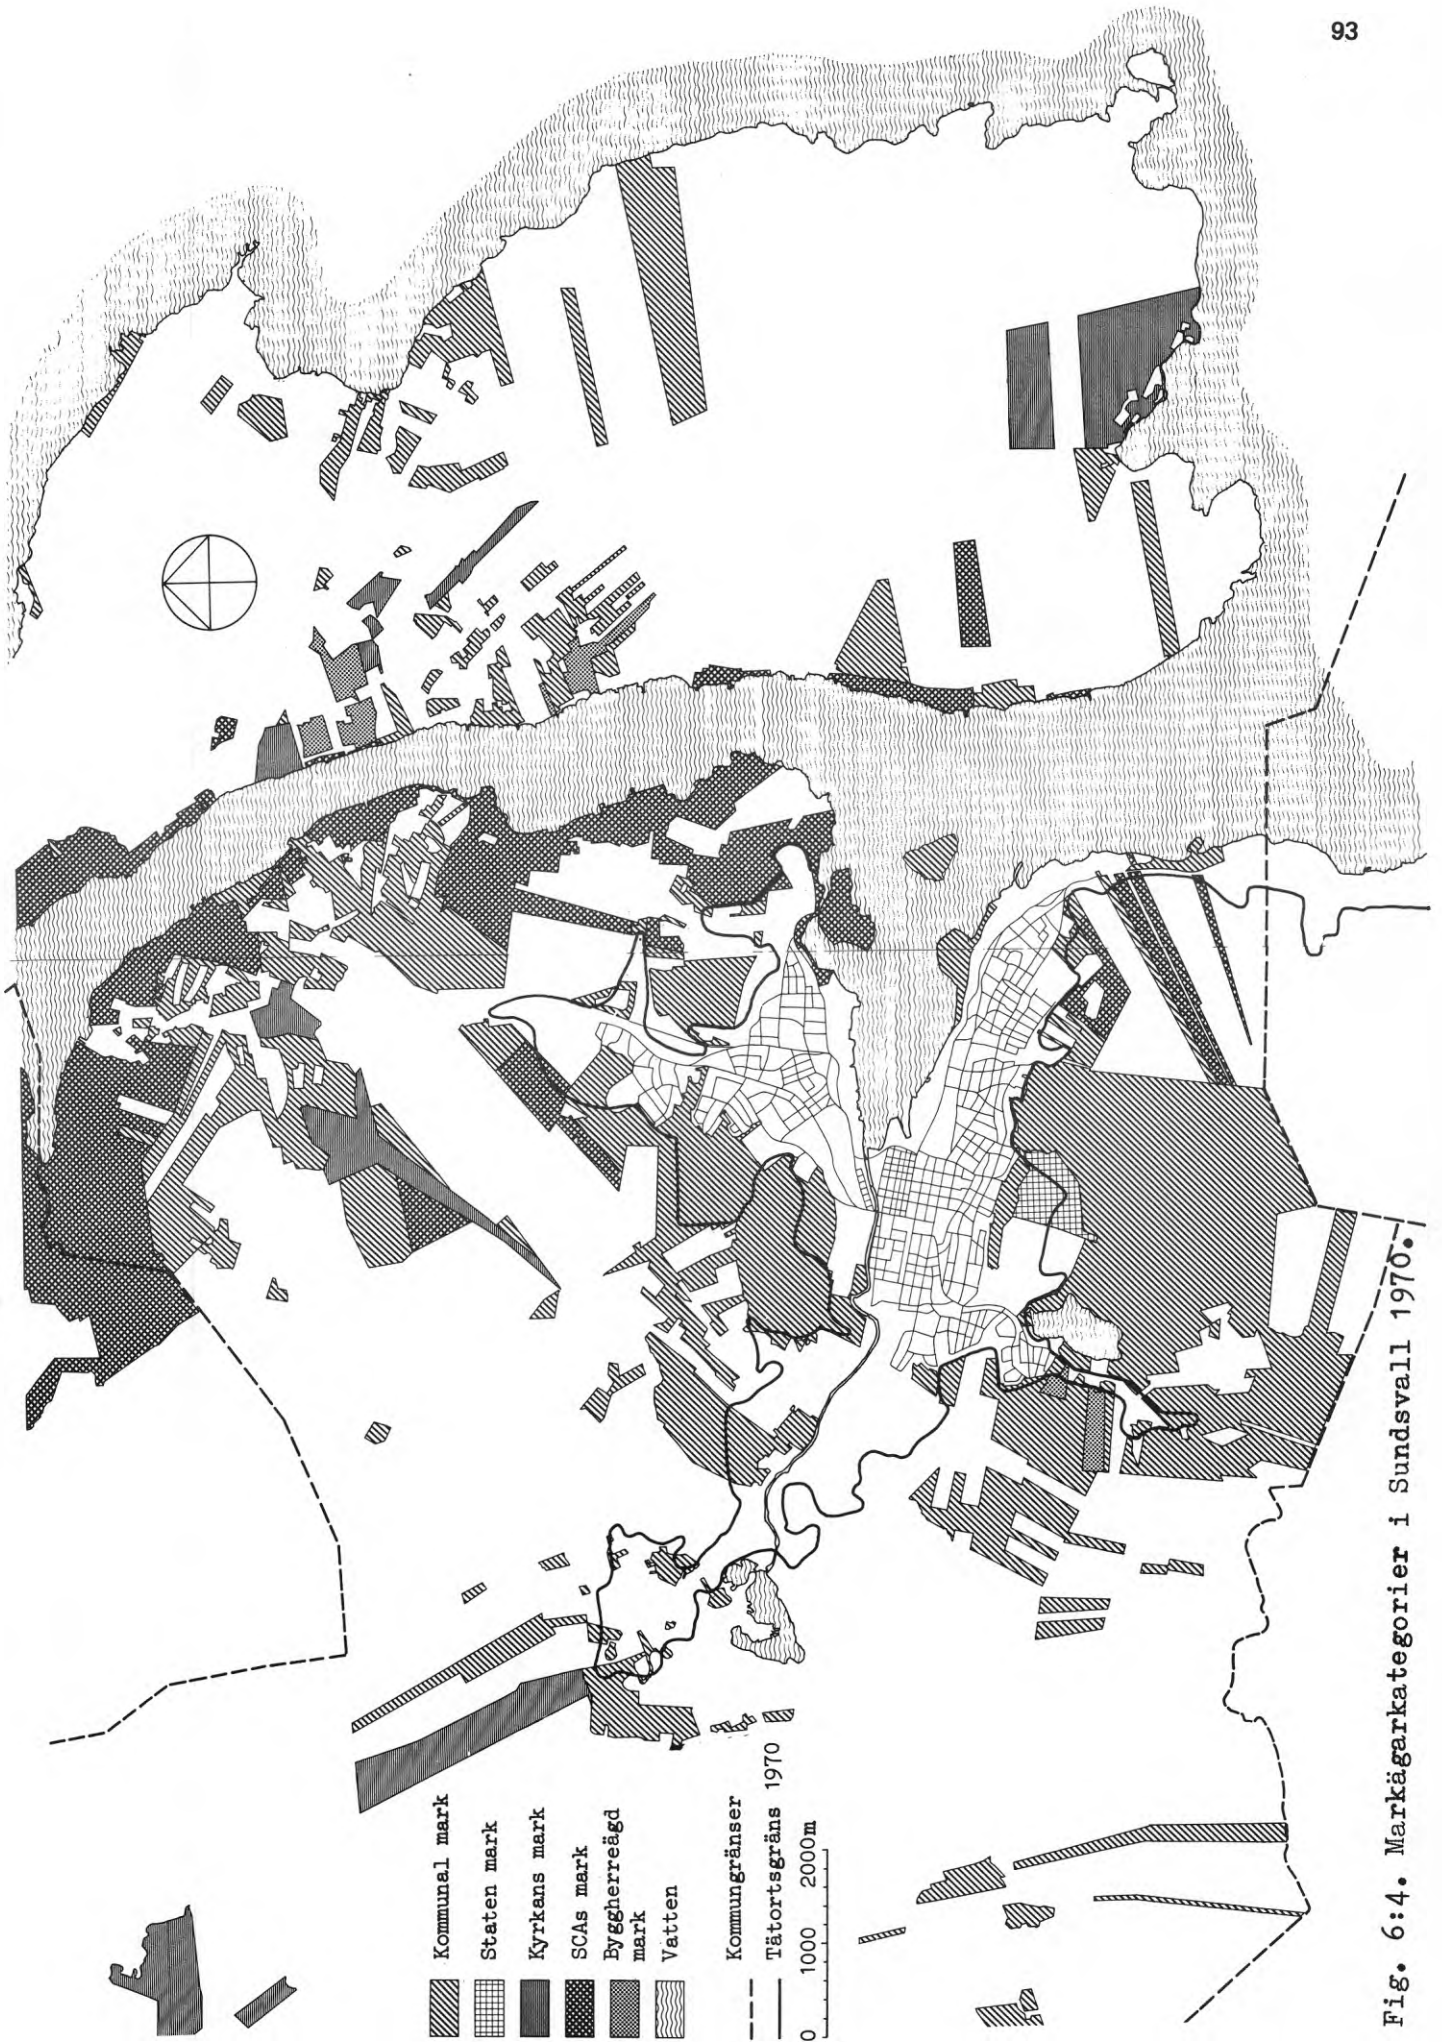 93
Kommunal mark
Staten mark
Kyrkans mark
SCAs mark
Byggherreägd
mark
Vatten
Kommungränser
Tätortsgräns 1970
0 1000 2000m
Fig. 6:4. Markägarkategorier i Sundsvall 1970.